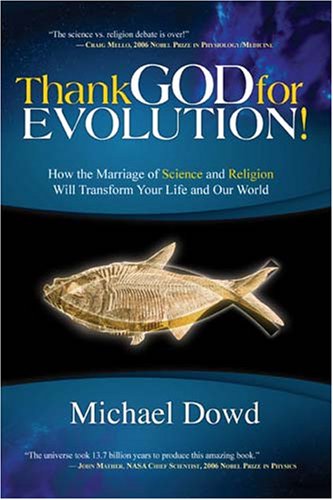 "The science vs. religion debate is over!"
— Craig Mello, 2006 Nobel Prize in Physiology/Medicine
Thank GOD for
EVOLUTION!
How the Marriage of Science and Religion
Will Transform Your Life and Our World
Michael Dowd
"The universe took 13.7 billion years to produce this amazing book."
— John Mather, NASA Chief Scientist, 2006 Nobel Prize in Physics